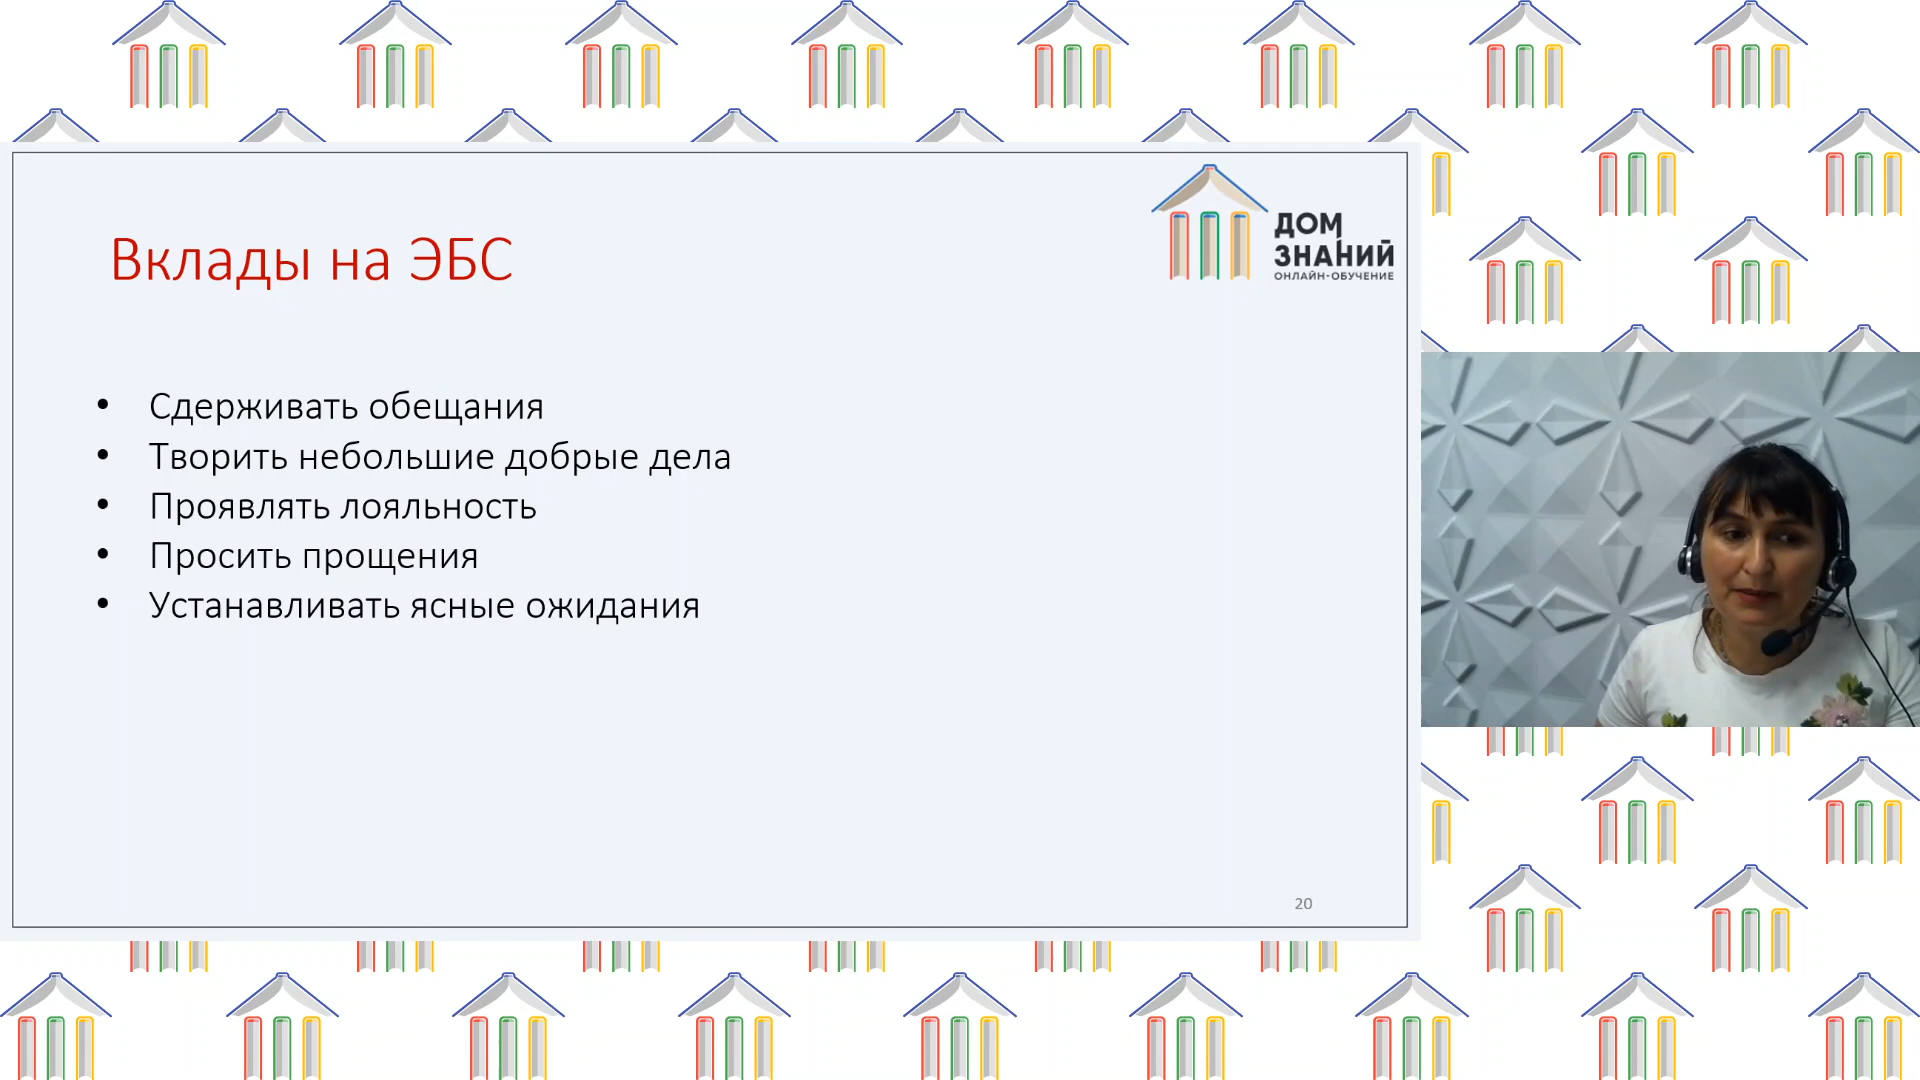 Вклады на ЭБС
ДОМ
ЗНАНИЙ
ОНЛАЙН-ОБУЧЕНИЕ
• Сдерживать обещания
• Творить небольшие добрые дела
• Проявлять лояльность
• Просить прощения
• Устанавливать ясные ожидания
20